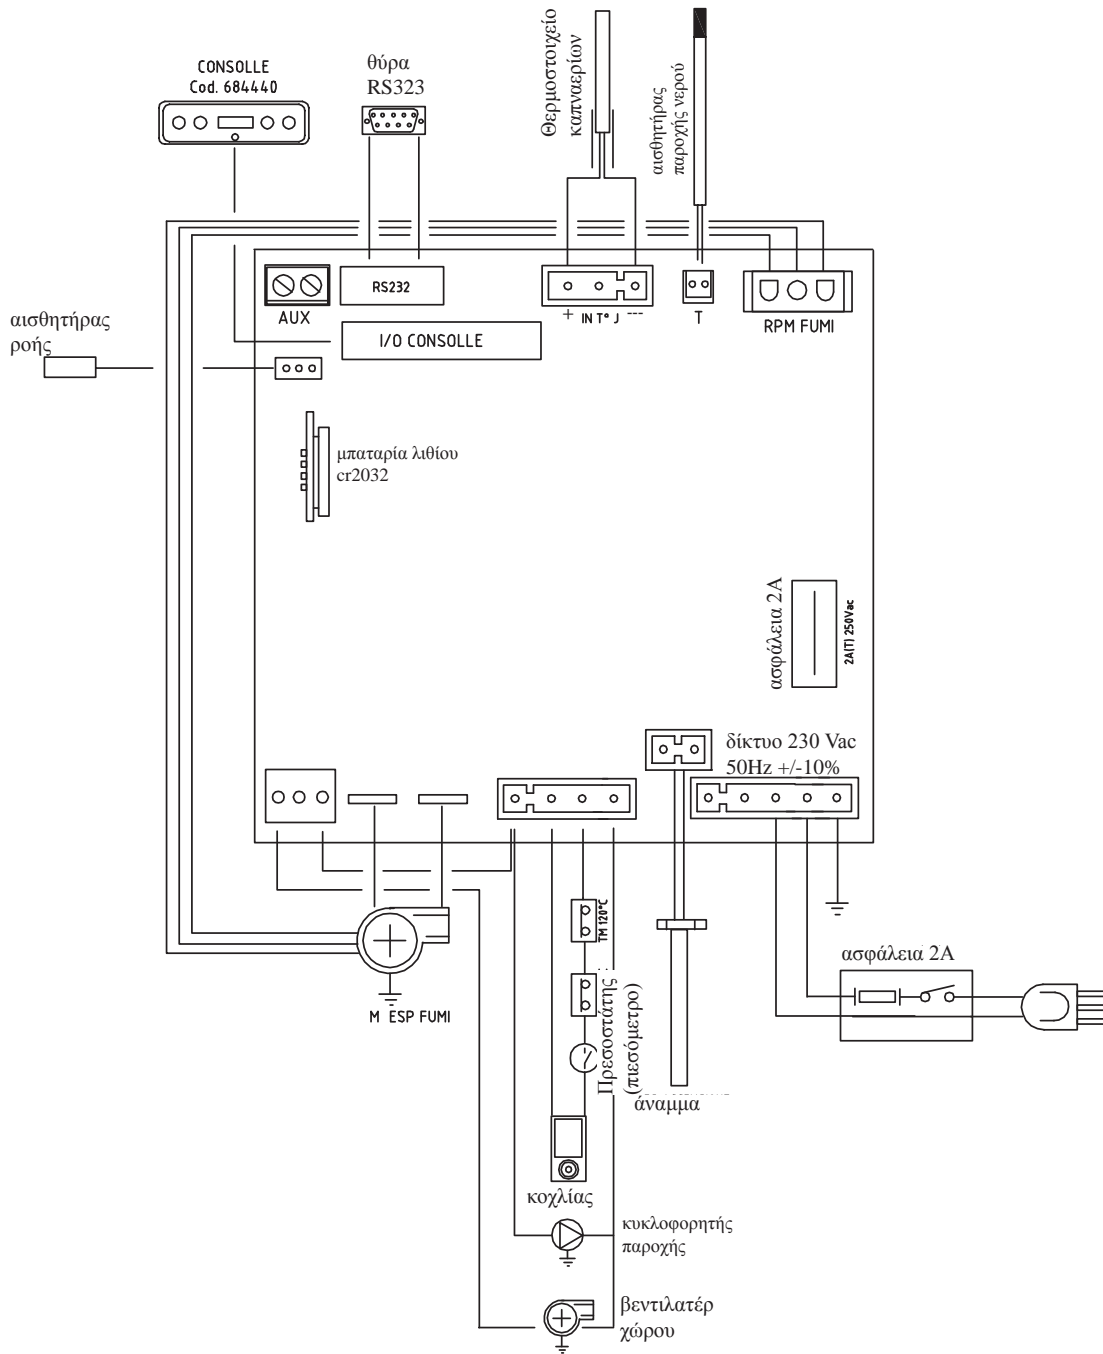 CONSOLLE
Cod. 684440
θύρα
RS323
Θερμοστοιχείο
καπναερίων
αισθητήρας
παροχής νερού
AUX
RS232
+ IN T° J ---
T
RPM FUMI
I/O CONSOLLE
αισθητήρας
ροής
μπαταρία λιθίου
cr2032
ασφάλεια 2A
2A(T) 250Vac
δίκτυο 230 Vac
50Hz +/-10%
TM 120°C
ασφάλεια 2A
M ESP FUMI
Πρεσοστάτης
(πιεσόμετρο)
άναμμα
κοχλίας
κυκλοφορητής
παροχής
βεντιλατέρ
χώρου